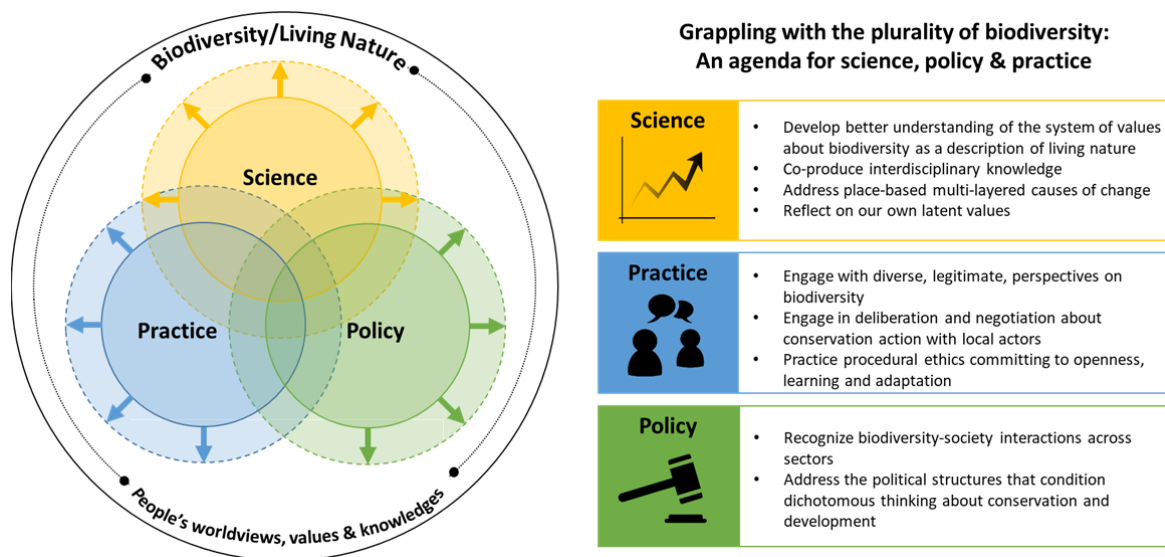 Biodiversity/Living Nature
Science
Practice
Policy
People's worldviews, values & knowledges
Grappling with the plurality of biodiversity:
An agenda for science, policy & practice
Science
• Develop better understanding of the system of values
about biodiversity as a description of living nature
• Co-produce interdisciplinary knowledge
• Address place-based multi-layered causes of change
• Reflect on our own latent values
Practice
• Engage with diverse, legitimate, perspectives on
biodiversity
• Engage in deliberation and negotiation about
conservation action with local actors
• Practice procedural ethics committing to openness,
learning and adaptation
Policy
• Recognize biodiversity-society interactions across
sectors
• Address the political structures that condition
dichotomous thinking about conservation and
development